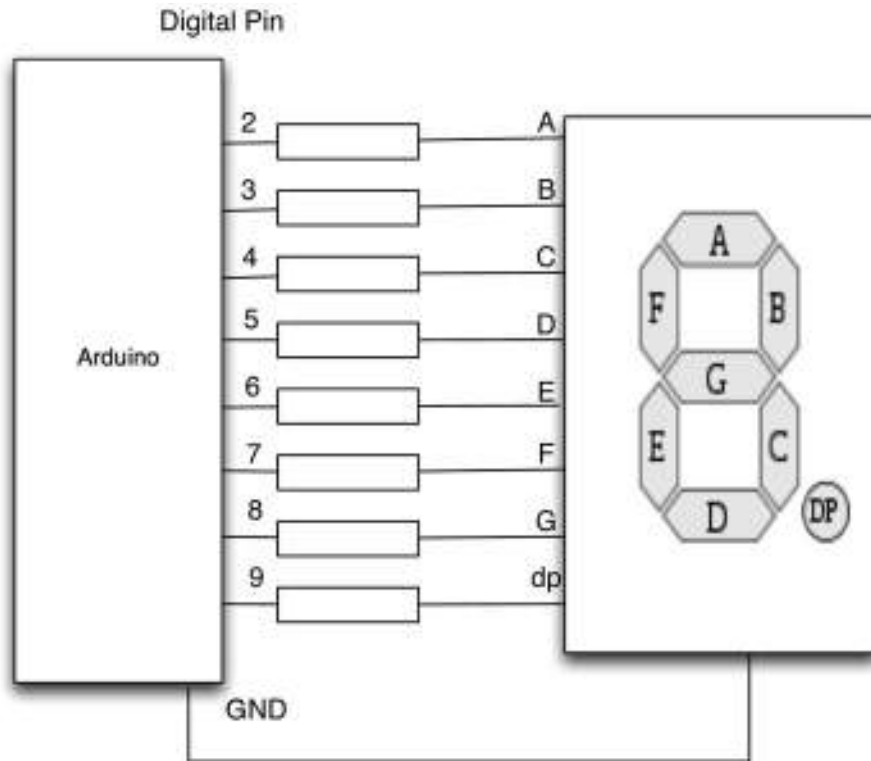 Digital Pin
2 A
3 B
4 C
Arduino
5 D
6 E
7 F
8 G
9 dp
GND
A
F B
G
E C
D DP